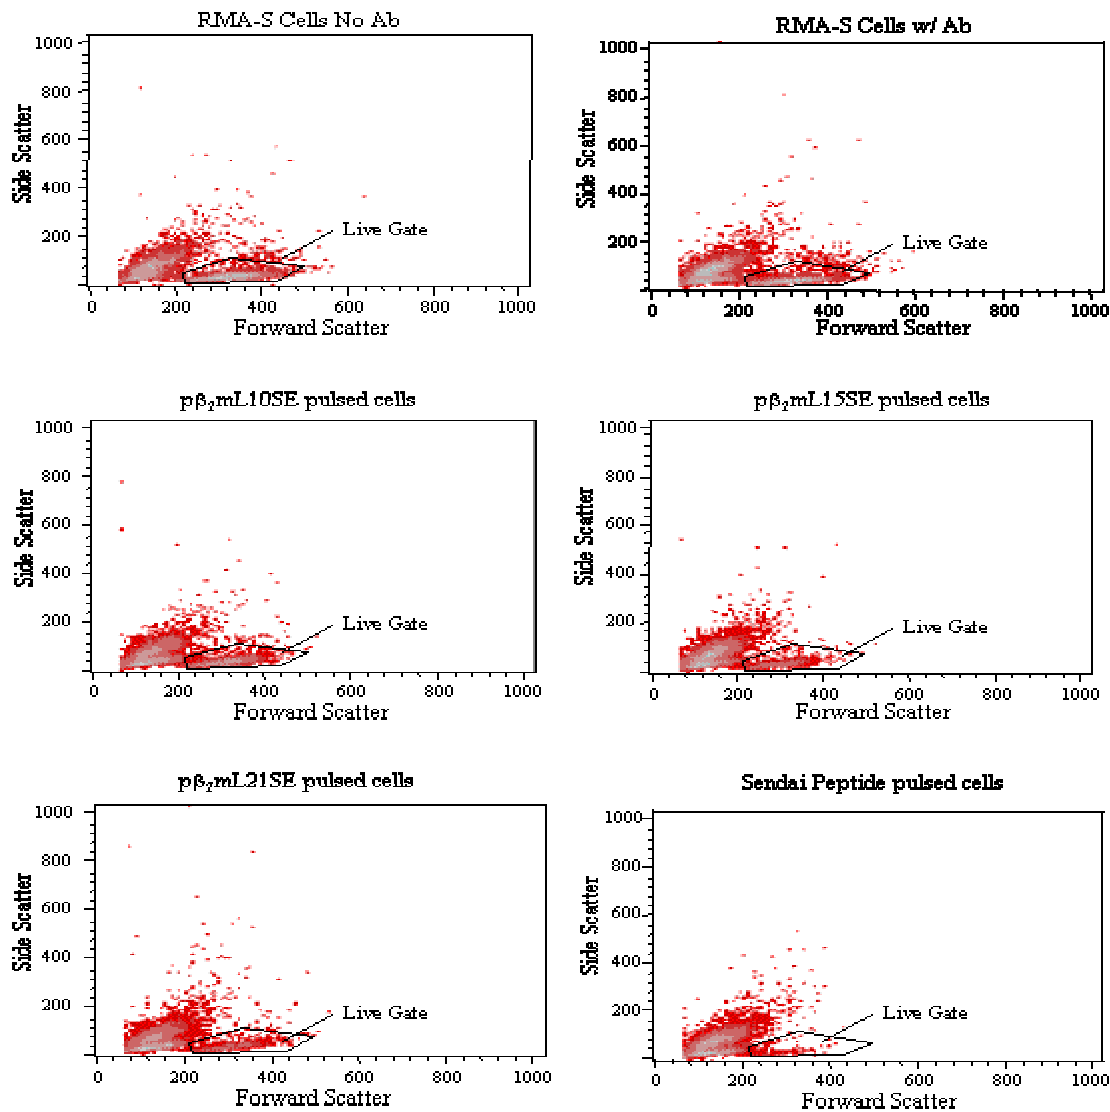 RMA-S Cells No Ab
1000
800
600
400
200
Side Scatter
Live Gate
0 200 400 600 800 1000
Forward Scatter
RMA-S Cells w/ Ab
1000
800
600
400
200
Side Scatter
Live Gate
0 200 400 600 800 1000
Forward Scatter
pβ₂mL10SE pulsed cells
1000
800
600
400
200
Side Scatter
Live Gate
0 200 400 600 800 1000
Forward Scatter
pβ₂mL15SE pulsed cells
1000
800
600
400
200
Side Scatter
Live Gate
0 200 400 600 800 1000
Forward Scatter
pβ₂mL21SE pulsed cells
1000
800
600
400
200
Side Scatter
Live Gate
0 200 400 600 800 1000
Forward Scatter
Sendai Peptide pulsed cells
1000
800
600
400
200
Side Scatter
Live Gate
0 200 400 600 800 1000
Forward Scatter